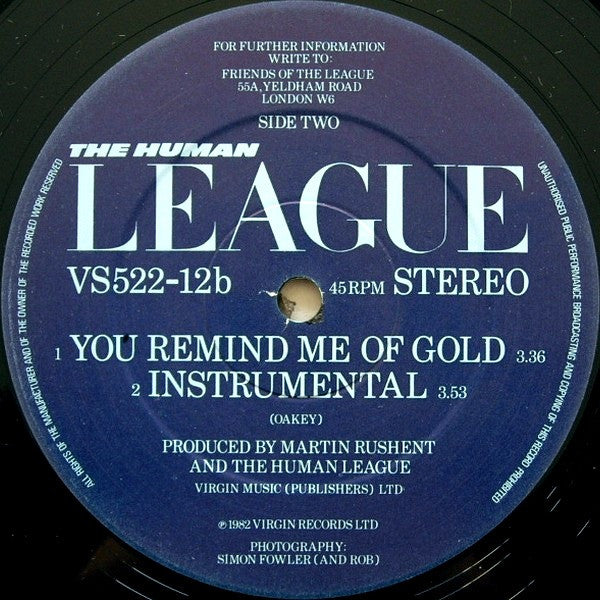 FOR FURTHER INFORMATION
WRITE TO:
FRIENDS OF THE LEAGUE
55A, YELDHAM ROAD
LONDON W6
SIDE TWO
THE HUMAN
LEAGUE
VS522-12b 45RPM STEREO
1 YOU REMIND ME OF GOLD 3.36
2 INSTRUMENTAL 3.53
(OAKEY)
PRODUCED BY MARTIN RUSHENT
AND THE HUMAN LEAGUE
VIRGIN MUSIC (PUBLISHERS) LTD
℗ 1982 VIRGIN RECORDS LTD
PHOTOGRAPHY:
SIMON FOWLER (AND ROB)
ALL RIGHTS OF THE MANUFACTURER AND OF THE OWNER OF THE RECORDED WORK RESERVED
UNAUTHORISED PUBLIC PERFORMANCE BROADCASTING AND COPYING OF THIS RECORD PROHIBITED